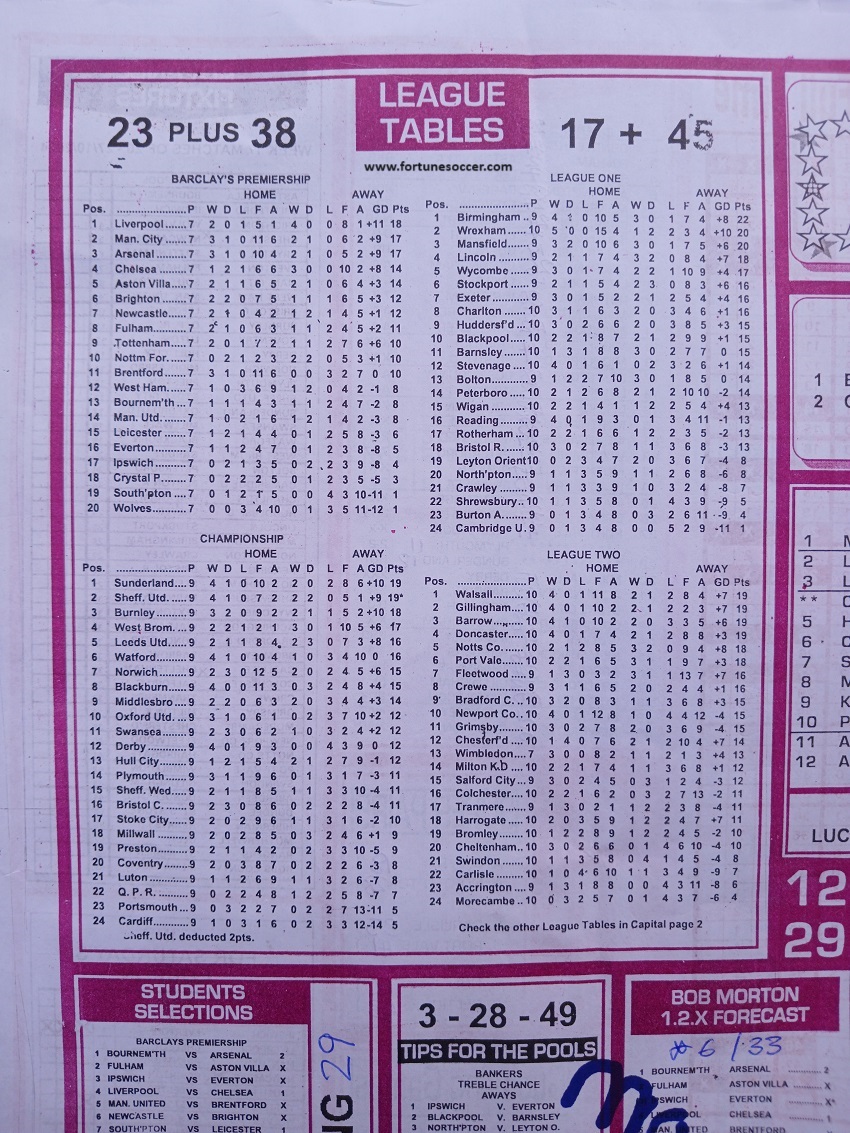 LEAGUE
TABLES
23 PLUS 38
17 + 45
www.fortunesoccer.com
BARCLAY'S PREMIERSHIP
HOME AWAY
Pos. .................... P W D L F A W D L F A GD Pts
1 Liverpool...... 7 2 0 1 5 1 4 0 0 8 1 +11 18
2 Man. City ...... 7 3 1 0 11 6 2 1 0 6 2 +9 17
3 Arsenal ........ 7 3 1 0 10 4 2 1 0 5 2 +9 17
4 Chelsea ........ 7 1 2 1 6 6 3 0 0 10 2 +8 14
5 Aston Villa..... 7 2 1 1 6 5 2 1 0 6 4 +3 14
6 Brighton ....... 7 2 2 0 7 5 1 1 1 6 5 +3 12
7 Newcastle...... 7 2 1 0 4 2 1 2 1 4 5 +1 12
8 Fulham.......... 7 2 1 0 6 3 1 1 2 4 5 +2 11
9 Tottenham..... 7 2 0 1 7 2 1 1 2 7 6 +6 10
10 Nottm For...... 7 0 2 1 2 3 2 2 0 5 3 +1 10
11 Brentford ...... 7 3 1 0 11 6 0 0 3 2 7 0 10
12 West Ham...... 7 1 0 3 6 9 1 2 0 4 2 -1 8
13 Bournem'th ... 7 1 1 1 4 3 1 1 2 4 7 -2 8
14 Man. Utd. ...... 7 1 0 2 1 6 1 2 1 4 2 -3 8
15 Leicester ...... 7 1 2 1 4 4 0 1 2 5 8 -3 6
16 Everton ........ 7 1 1 2 4 7 0 1 2 3 8 -8 5
17 Ipswich ........ 7 0 2 1 3 5 0 2 2 3 9 -8 4
18 Crystal P....... 7 0 2 2 2 5 0 1 2 3 5 -5 3
19 South'pton .... 7 0 1 2 1 5 0 0 4 3 10 -11 1
20 Wolves.......... 7 0 0 3 4 10 0 1 3 5 11 -12 1
LEAGUE ONE
HOME AWAY
Pos. .................... P W D L F A W D L F A GD Pts
1 Birmingham .. 9 4 1 0 10 5 3 0 1 7 4 +8 22
2 Wrexham ...... 10 5 0 0 15 4 1 2 2 3 4 +10 20
3 Mansfield...... 9 3 2 0 10 6 3 0 1 7 5 +6 20
4 Lincoln ........ 9 2 1 1 7 4 3 2 0 8 4 +7 18
5 Wycombe ..... 9 3 0 1 7 4 2 2 1 10 9 +4 17
6 Stockport ..... 9 2 1 1 5 4 2 3 0 8 3 +6 16
7 Exeter.......... 9 3 0 1 5 2 2 1 2 5 4 +4 16
8 Charlton ...... 10 3 1 1 6 3 2 0 3 4 6 +1 16
9 Huddersf'd ... 10 3 0 2 6 6 2 0 3 8 5 +3 15
10 Blackpool..... 10 2 2 1 8 7 2 1 2 9 9 +1 15
11 Barnsley ...... 10 1 3 1 8 8 3 0 2 7 7 0 15
12 Stevenage .... 10 4 1 1 6 1 0 2 3 2 6 +1 14
13 Bolton.......... 9 1 2 2 7 10 3 0 1 8 5 0 14
14 Peterboro .... 10 2 1 2 6 8 2 1 2 10 10 -2 14
15 Wigan .......... 10 2 2 1 4 1 1 2 2 5 4 +4 13
16 Reading........ 9 4 0 1 9 3 0 1 3 4 11 -1 13
17 Rotherham ... 10 2 2 1 6 6 1 2 2 3 5 -2 13
18 Bristol R. ..... 10 3 0 2 7 8 1 1 3 6 8 -3 13
19 Leyton Orient10 0 2 3 4 7 2 0 3 6 7 -4 8
20 North'pton.... 10 1 1 3 5 9 1 1 2 6 8 -6 8
21 Crawley ....... 9 1 1 3 3 9 1 0 3 2 4 -8 7
22 Shrewsbury.. 10 1 1 3 5 8 0 1 4 3 9 -9 5
23 Burton A....... 9 0 1 3 4 8 0 2 2 6 11 -9 4
24 Cambridge U. 9 0 1 3 4 8 0 0 5 2 9 -11 1
CHAMPIONSHIP
HOME AWAY
Pos. .................... P W D L F A W D L F A GD Pts
1 Sunderland.... 9 4 1 0 10 2 2 0 2 8 6 +10 19
2 Sheff. Utd. .... 9 4 1 0 7 2 2 2 0 5 1 +9 19*
3 Burnley ........ 9 3 2 0 9 2 2 1 1 5 2 +10 18
4 West Brom. ... 9 2 2 1 2 1 3 0 1 10 5 +6 17
5 Leeds Utd...... 9 2 1 1 8 4 2 3 0 7 3 +8 16
6 Watford......... 9 4 1 0 10 4 1 0 3 4 10 0 16
7 Norwich ........ 9 2 3 0 12 5 2 0 2 4 5 +6 15
8 Blackburn...... 9 4 0 0 11 3 0 3 2 4 8 +4 15
9 Middlesbro .... 9 2 2 0 6 3 2 0 3 4 4 +3 14
10 Oxford Utd. ... 9 3 1 0 6 1 0 2 3 7 10 +2 12
11 Swansea ....... 9 2 3 0 6 2 1 0 3 2 4 +2 12
12 Derby ........... 9 4 0 1 9 3 0 0 4 3 9 0 12
13 Hull City ....... 9 1 2 1 5 4 2 1 2 7 9 -1 12
14 Plymouth ...... 9 3 1 1 9 6 0 1 3 1 7 -3 11
15 Sheff. Wed..... 9 2 1 1 8 5 1 1 3 3 10 -4 11
16 Bristol C........ 9 2 3 0 8 6 0 2 2 2 8 -4 11
17 Stoke City...... 9 2 0 2 9 6 1 1 3 1 6 -2 10
18 Millwall ......... 9 2 0 2 8 5 0 3 2 4 6 +1 9
19 Preston......... 9 2 1 1 4 2 0 2 3 3 10 -5 9
20 Coventry....... 9 2 0 3 8 7 0 2 2 2 6 -3 8
21 Luton ............ 9 1 1 2 6 9 1 1 3 2 6 -7 8
22 Q. P. R. ......... 9 0 2 2 4 8 1 2 2 5 8 -7 7
23 Portsmouth... 9 0 3 2 2 7 0 2 2 7 13 -11 5
24 Cardiff ........... 9 1 0 3 1 6 0 2 3 3 12 -14 5
Sheff. Utd. deducted 2pts.
LEAGUE TWO
HOME AWAY
Pos. .................... P W D L F A W D L F A GD Pts
1 Walsall......... 10 4 0 1 11 8 2 1 2 8 4 +7 19
2 Gillingham.... 10 4 0 1 10 2 2 1 2 2 3 +7 19
3 Barrow......... 10 4 1 0 10 2 2 0 3 3 5 +6 19
4 Doncaster..... 10 4 0 1 7 4 2 1 2 8 8 +3 19
5 Notts Co....... 10 2 1 2 8 5 3 2 0 9 4 +8 18
6 Port Vale...... 10 2 2 1 6 5 3 1 1 9 7 +3 18
7 Fleetwood .... 9 1 3 0 3 2 3 1 1 13 7 +7 16
8 Crewe .......... 9 3 1 1 6 5 2 0 2 4 4 +1 16
9 Bradford C. ... 9 3 2 0 8 3 1 1 3 6 8 +3 15
10 Newport Co... 9 4 0 1 12 8 1 0 4 4 12 -4 15
11 Grimsby....... 9 3 0 2 7 8 2 0 3 6 9 -4 15
12 Chesterf'd .... 10 1 4 0 7 6 2 1 2 10 4 +7 14
13 Wimbledon... 7 3 0 0 8 2 1 1 2 1 3 +4 13
14 Milton K.D .... 10 2 2 1 7 4 1 1 3 6 8 +1 12
15 Salford City... 9 3 0 2 4 5 0 3 1 2 4 -3 12
16 Colchester.... 10 2 2 1 6 2 0 3 2 7 13 -2 11
17 Tranmere...... 9 1 3 0 2 1 1 1 2 3 8 -4 11
18 Harrogate ..... 10 2 0 3 5 9 1 1 2 4 7 +7 11
19 Bromley........ 9 1 2 2 8 9 1 2 2 4 5 -2 10
20 Cheltenham.. 10 3 0 2 6 6 0 1 4 6 10 -4 10
21 Swindon ....... 10 1 1 3 5 8 0 4 1 4 5 -4 8
22 Carlisle ........ 10 1 0 4 6 10 1 1 3 4 9 -9 7
23 Accrington.... 9 1 3 1 8 8 0 0 4 3 11 -8 6
24 Morecambe .. 10 0 3 2 5 7 0 1 4 3 7 -6 4
Check the other League Tables in Capital page 2
STUDENTS
SELECTIONS
BARCLAYS PREMIERSHIP
1 BOURNEM'TH VS ARSENAL 2
2 FULHAM VS ASTON VILLA X
3 IPSWICH VS EVERTON X
4 LIVERPOOL VS CHELSEA 1
5 MAN. UNITED VS BRENTFORD X
6 NEWCASTLE VS BRIGHTON X
7 SOUTH'PTON VS LEICESTER 1
29
3 - 28 - 49
TIPS FOR THE POOLS
BANKERS
TREBLE CHANCE
AWAYS
1 IPSWICH V. EVERTON
2 BLACKPOOL V. BARNSLEY
3 NORTH'PTON V. LEYTON O.
BOB MORTON
1.2.X FORECAST
# 6 / 33
1 BOURNEM'TH ARSENAL .......... 2
FULHAM ASTON VILLA ..... X
ASWICH EVERTON .......... X
CHELSEA .......... 1
BRENTFORD
LUC
12
29